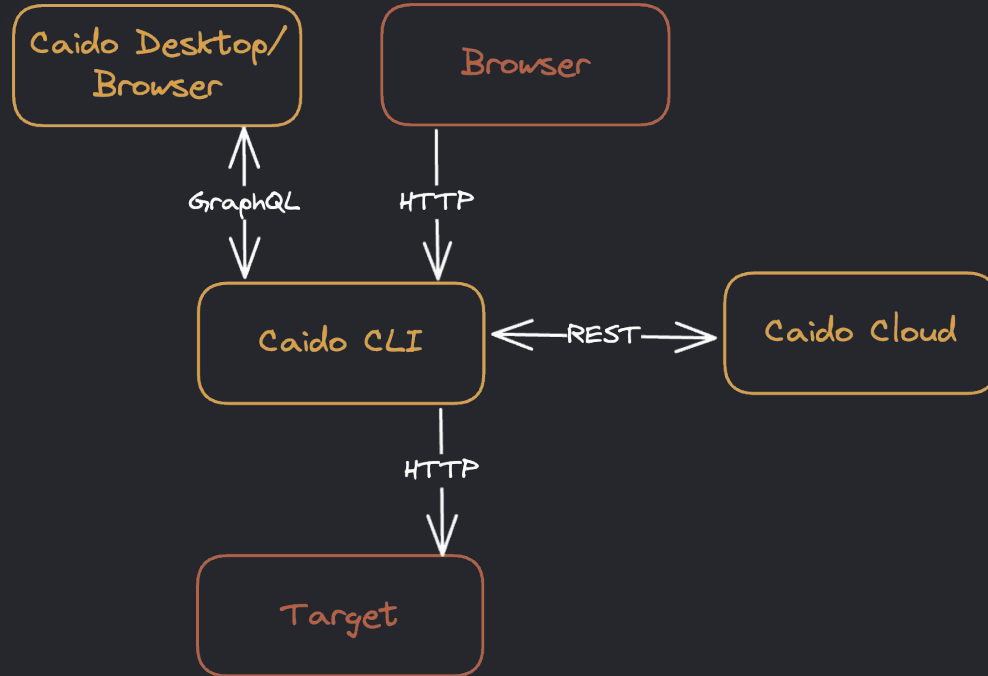 Caido Desktop/
Browser
Browser
GraphQL
HTTP
Caido CLI
REST
Caido Cloud
HTTP
Target